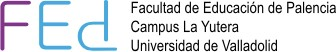 FEd
Facultad de Educación de Palencia
Campus La Yutera
Universidad de Valladolid